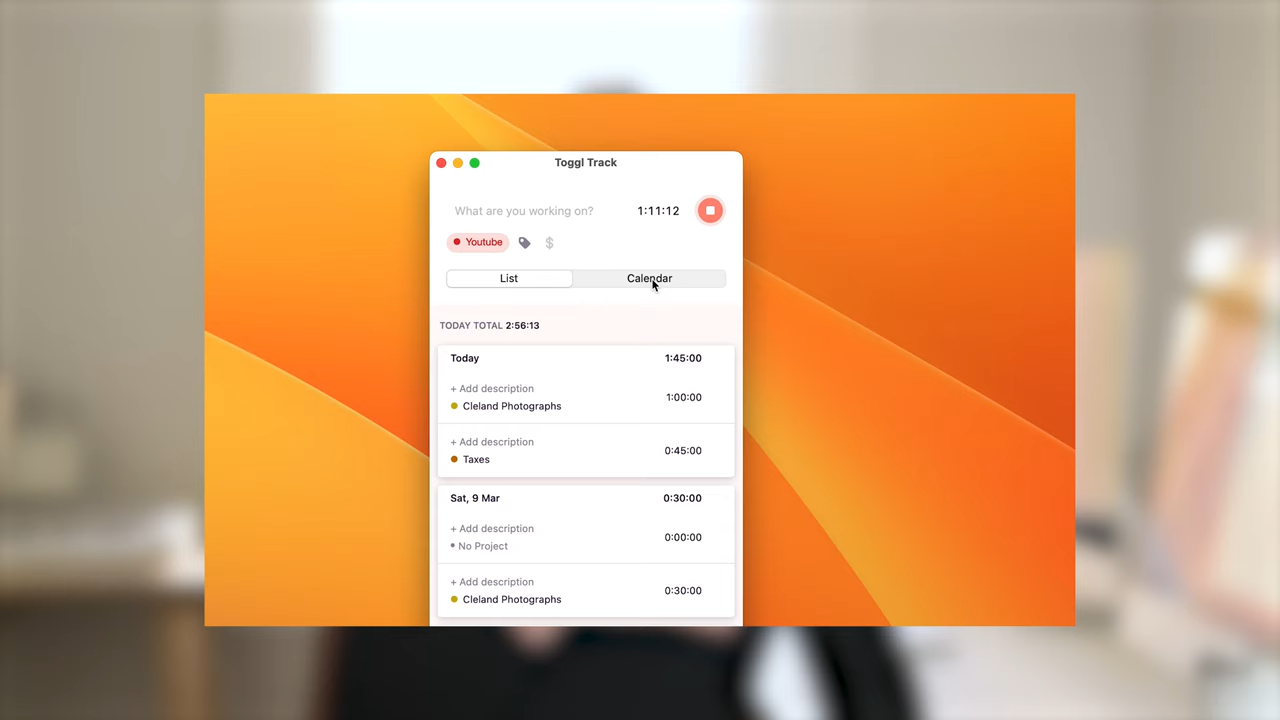 Toggl Track
What are you working on? 1:11:12
Youtube $
List Calendar
TODAY TOTAL 2:56:13
Today 1:45:00
+ Add description
1:00:00
Cleland Photographs
+ Add description
0:45:00
Taxes
Sat, 9 Mar 0:30:00
+ Add description
0:00:00
No Project
+ Add description
0:30:00
Cleland Photographs